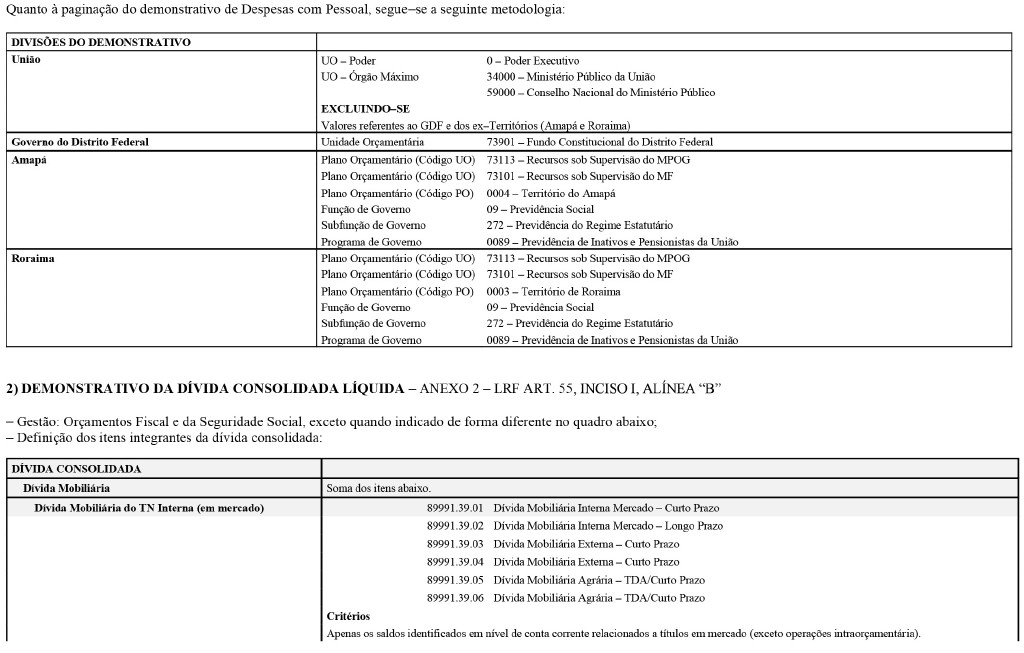 Quanto à paginação do demonstrativo de Despesas com Pessoal, segue–se a seguinte metodologia:
DIVISÕES DO DEMONSTRATIVO
União
UO – Poder 0 – Poder Executivo
UO – Órgão Máximo 34000 – Ministério Público da União
59000 – Conselho Nacional do Ministério Público
EXCLUINDO–SE
Valores referentes ao GDF e dos ex–Territórios (Amapá e Roraima)
Governo do Distrito Federal Unidade Orçamentária 73901 – Fundo Constitucional do Distrito Federal
Amapá Plano Orçamentário (Código UO) 73113 – Recursos sob Supervisão do MPOG
Plano Orçamentário (Código UO) 73101 – Recursos sob Supervisão do MF
Plano Orçamentário (Código PO) 0004 – Território do Amapá
Função de Governo 09 – Previdência Social
Subfunção de Governo 272 – Previdência do Regime Estatutário
Programa de Governo 0089 – Previdência de Inativos e Pensionistas da União
Roraima Plano Orçamentário (Código UO) 73113 – Recursos sob Supervisão do MPOG
Plano Orçamentário (Código UO) 73101 – Recursos sob Supervisão do MF
Plano Orçamentário (Código PO) 0003 – Território de Roraima
Função de Governo 09 – Previdência Social
Subfunção de Governo 272 – Previdência do Regime Estatutário
Programa de Governo 0089 – Previdência de Inativos e Pensionistas da União
2) DEMONSTRATIVO DA DÍVIDA CONSOLIDADA LÍQUIDA – ANEXO 2 – LRF ART. 55, INCISO I, ALÍNEA “B”
– Gestão: Orçamentos Fiscal e da Seguridade Social, exceto quando indicado de forma diferente no quadro abaixo;
– Definição dos itens integrantes da dívida consolidada:
DÍVIDA CONSOLIDADA
Dívida Mobiliária Soma dos itens abaixo.
Dívida Mobiliária do TN Interna (em mercado) 89991.39.01 Dívida Mobiliária Interna Mercado – Curto Prazo
89991.39.02 Dívida Mobiliária Interna Mercado – Longo Prazo
89991.39.03 Dívida Mobiliária Externa – Curto Prazo
89991.39.04 Dívida Mobiliária Externa – Curto Prazo
89991.39.05 Dívida Mobiliária Agrária – TDA/Curto Prazo
89991.39.06 Dívida Mobiliária Agrária – TDA/Curto Prazo
Critérios
Apenas os saldos identificados em nível de conta corrente relacionados a títulos em mercado (exceto operações intraorçamentária).